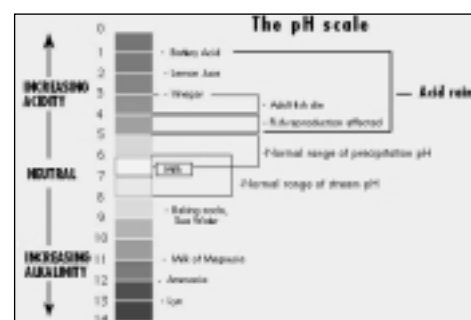 The pH scale
0
1
- Battery Acid
2
- Lemon Juice
INCREASING
ACIDITY
3
- Vinegar
Acid rain
4
- Adult fish die
5
- Fish reproduction affected
6
- Normal range of precipitation pH
NEUTRAL
7
Milk
- Normal range of stream pH
8
- Baking soda,
Sea Water
9
10
INCREASING
ALKALINITY
11
- Milk of Magnesia
12
- Ammonia
13
- Lye
14